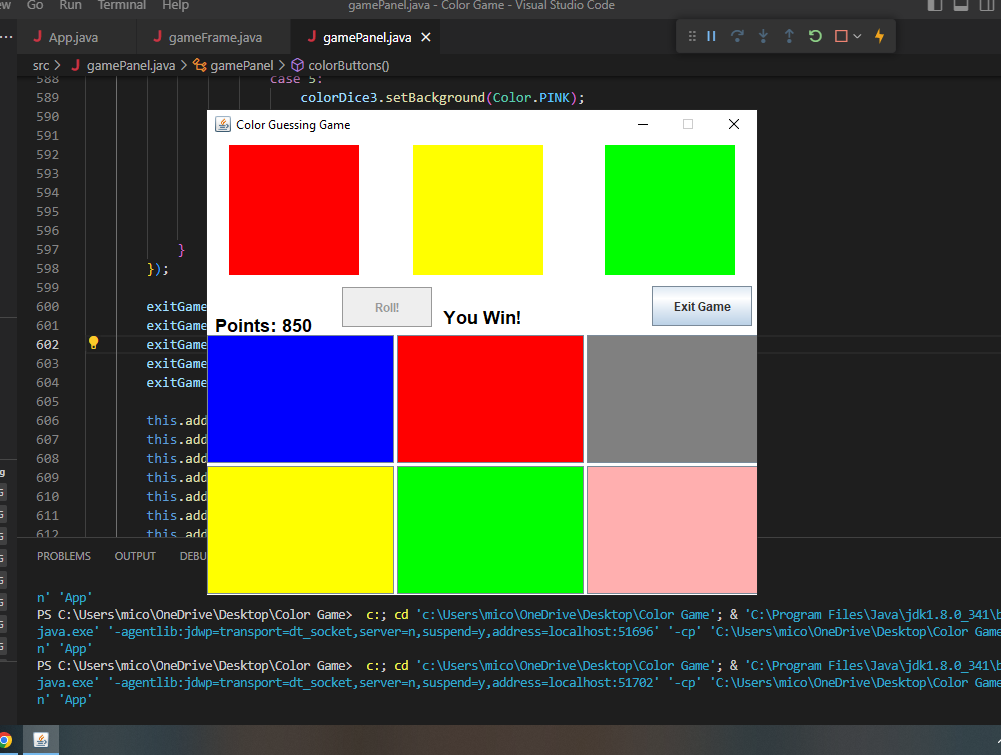 Go Run Terminal Help gamePanel.java - Color Game - Visual Studio Code
App.java gameFrame.java gamePanel.java
src > gamePanel.java > gamePanel > colorButtons()
588 case 5:
589 colorDice3.setBackground(Color.PINK);
590
591
592
593
594
595
596
597 }
598 });
599
600 exitGame
601 exitGame
602 exitGame
603 exitGame
604 exitGame
605
606 this.add
607 this.add
608 this.add
609 this.add
610 this.add
611 this.add
612 this.add
Color Guessing Game
Points: 850
Roll!
You Win!
Exit Game
PROBLEMS OUTPUT DEBU
n' 'App'
PS C:\Users\mico\OneDrive\Desktop\Color Game> c:; cd 'c:\Users\mico\OneDrive\Desktop\Color Game'; & 'C:\Program Files\Java\jdk1.8.0_341\b
java.exe' '-agentlib:jdwp=transport=dt_socket,server=n,suspend=y,address=localhost:51696' '-cp' 'C:\Users\mico\OneDrive\Desktop\Color Game
n' 'App'
PS C:\Users\mico\OneDrive\Desktop\Color Game> c:; cd 'c:\Users\mico\OneDrive\Desktop\Color Game'; & 'C:\Program Files\Java\jdk1.8.0_341\b
java.exe' '-agentlib:jdwp=transport=dt_socket,server=n,suspend=y,address=localhost:51702' '-cp' 'C:\Users\mico\OneDrive\Desktop\Color Game
n' 'App'